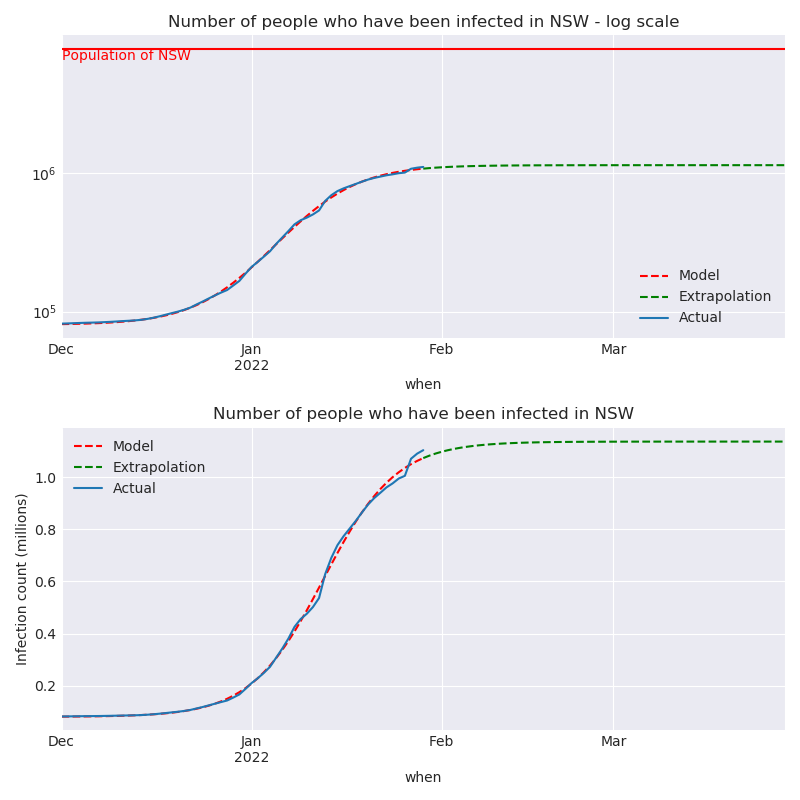 Number of people who have been infected in NSW - log scale
Population of NSW
10^6
10^5
Model
Extrapolation
Actual
Dec
Jan
2022
Feb
Mar
when
Number of people who have been infected in NSW
Infection count (millions)
1.0
0.8
0.6
0.4
0.2
Model
Extrapolation
Actual
Dec
Jan
2022
Feb
Mar
when